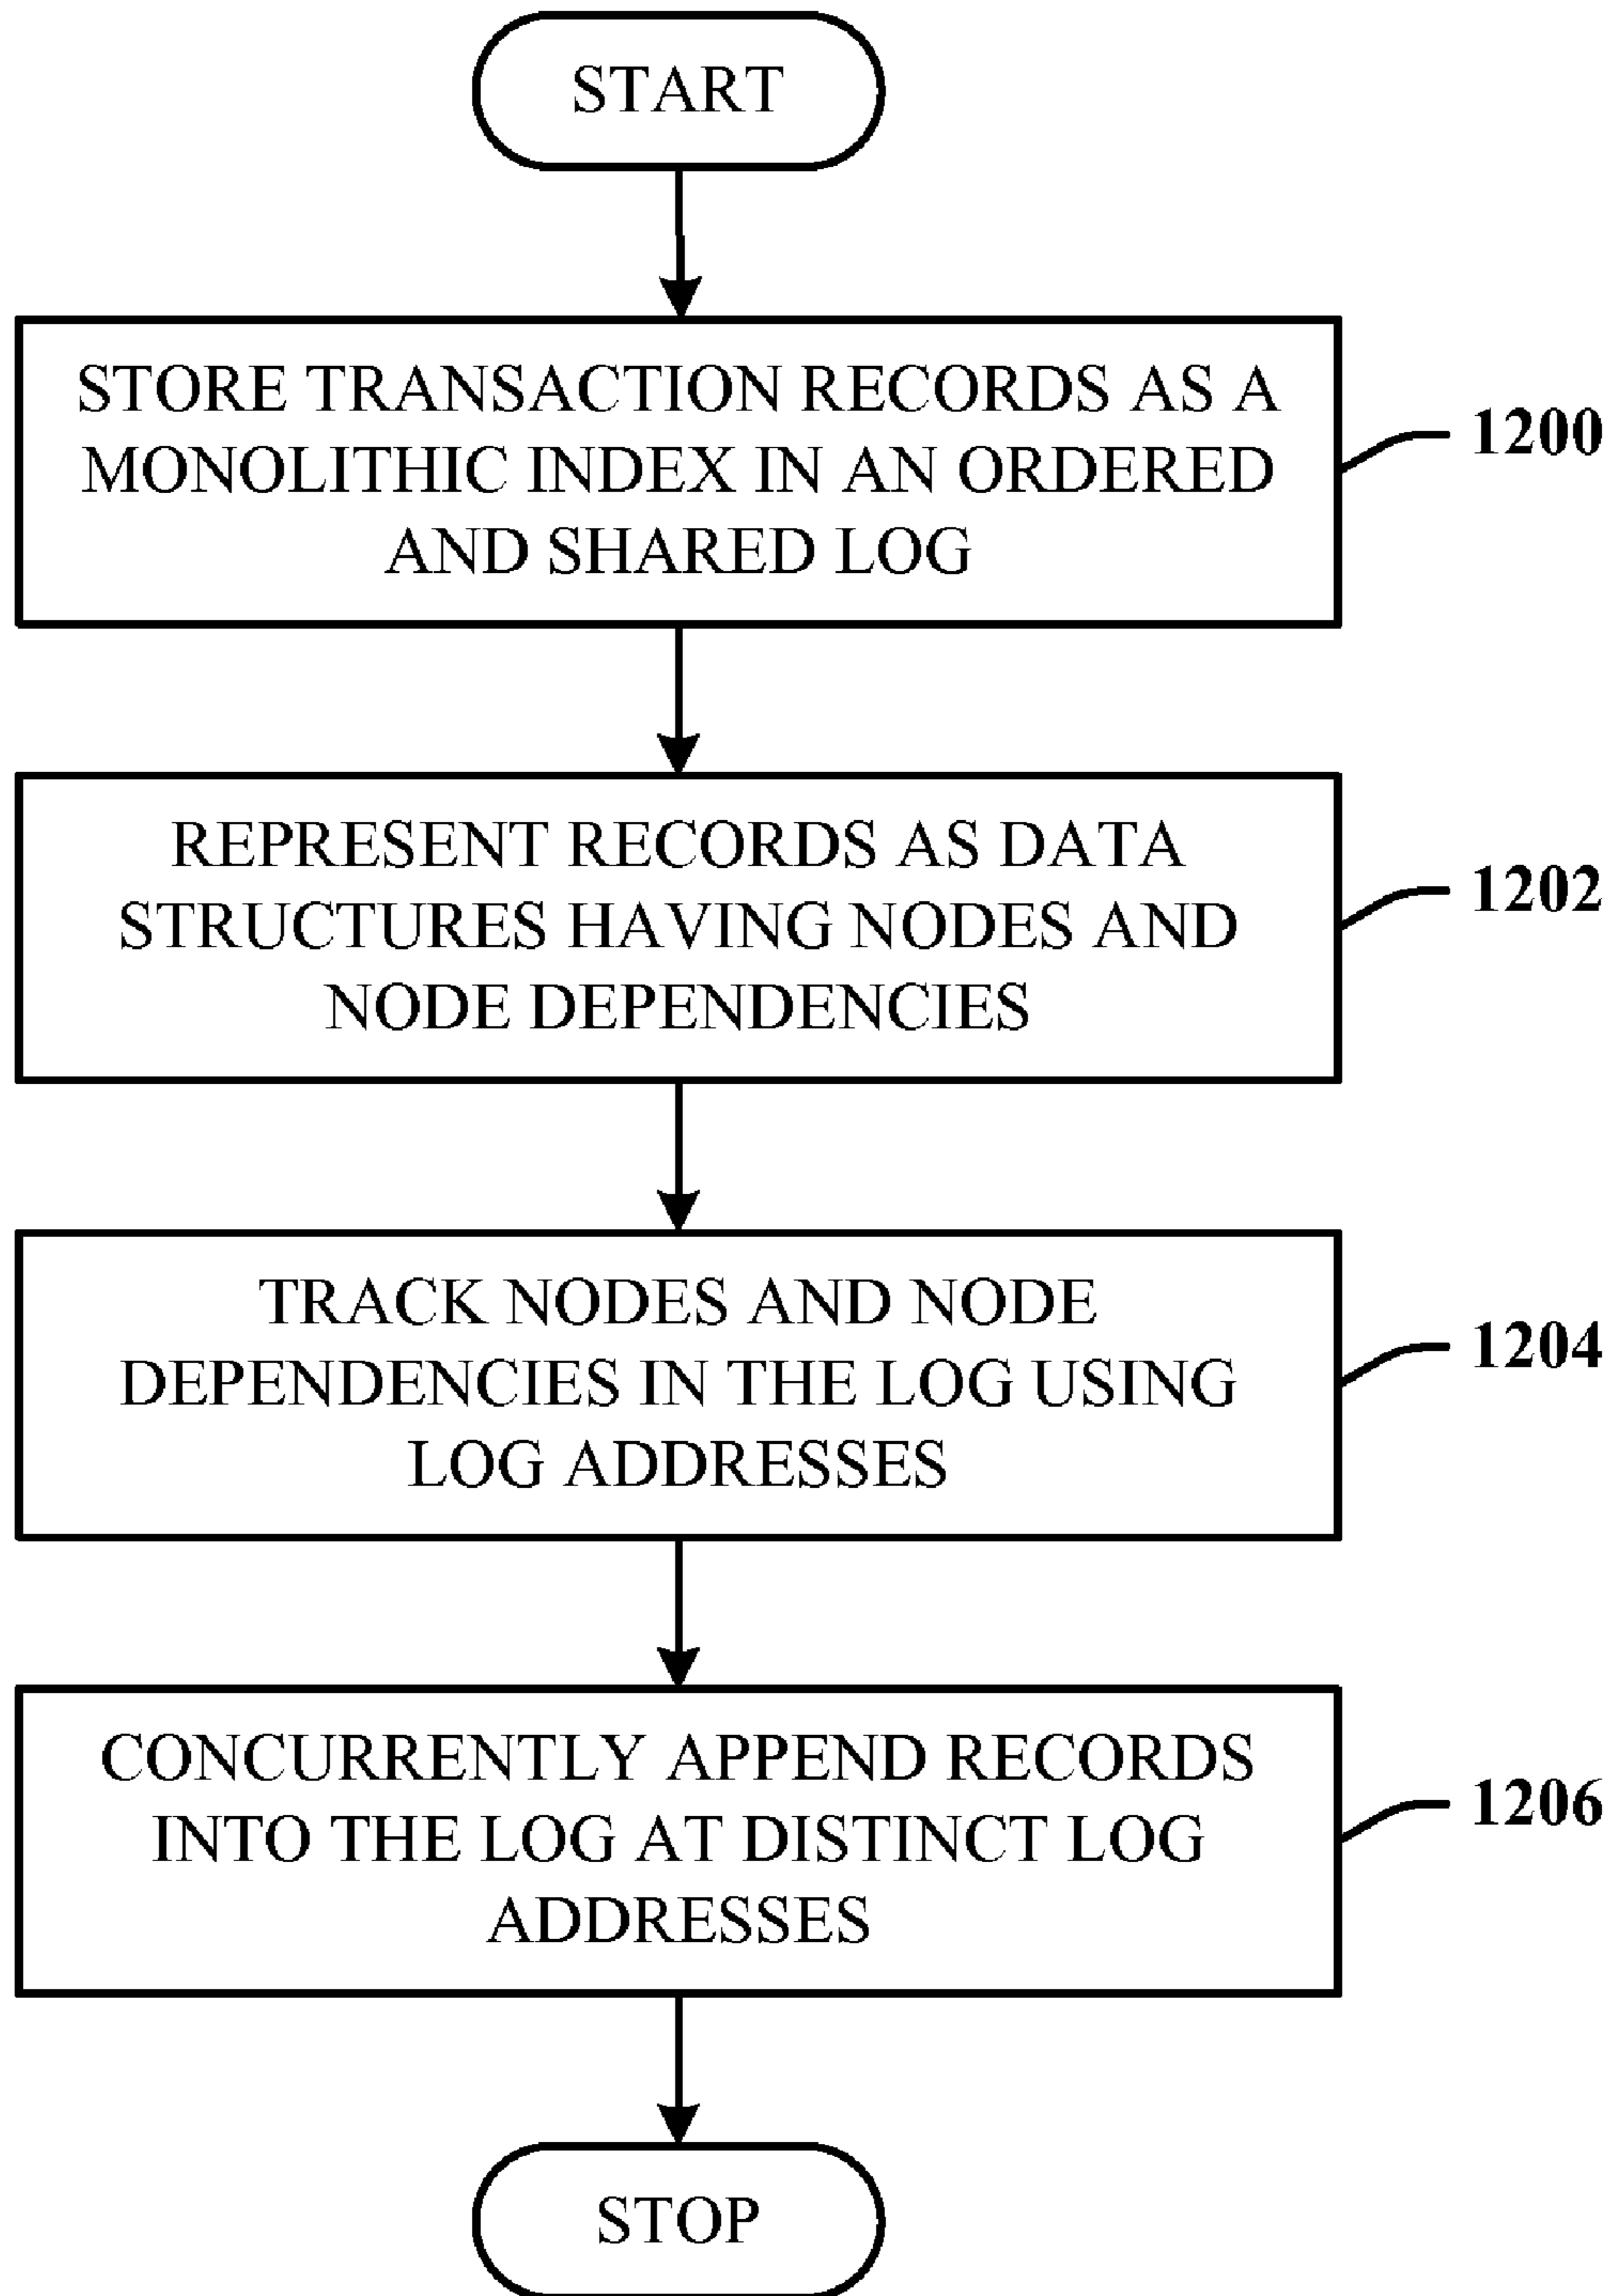 START
STORE TRANSACTION RECORDS AS A
MONOLITHIC INDEX IN AN ORDERED
AND SHARED LOG
1200
REPRESENT RECORDS AS DATA
STRUCTURES HAVING NODES AND
NODE DEPENDENCIES
1202
TRACK NODES AND NODE
DEPENDENCIES IN THE LOG USING
LOG ADDRESSES
1204
CONCURRENTLY APPEND RECORDS
INTO THE LOG AT DISTINCT LOG
ADDRESSES
1206
STOP